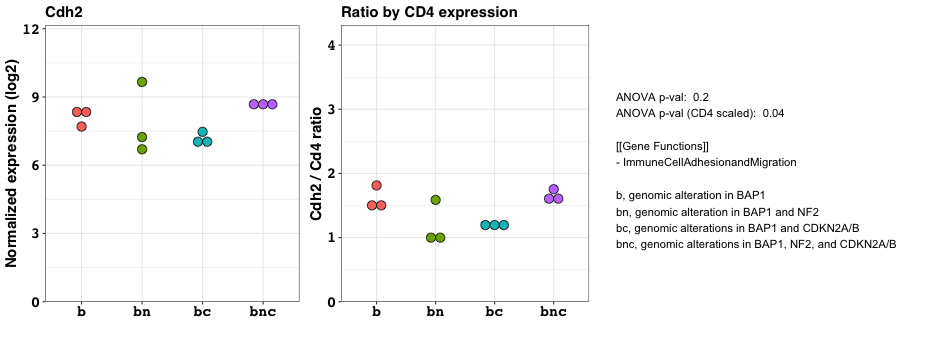 Cdh2
Normalized expression (log2)
12
9
6
3
0
b bn bc bnc
Ratio by CD4 expression
Cdh2 / Cd4 ratio
4
3
2
1
0
b bn bc bnc
ANOVA p-val: 0.2
ANOVA p-val (CD4 scaled): 0.04
[[Gene Functions]]
- ImmuneCellAdhesionandMigration
b, genomic alteration in BAP1
bn, genomic alteration in BAP1 and NF2
bc, genomic alterations in BAP1 and CDKN2A/B
bnc, genomic alterations in BAP1, NF2, and CDKN2A/B